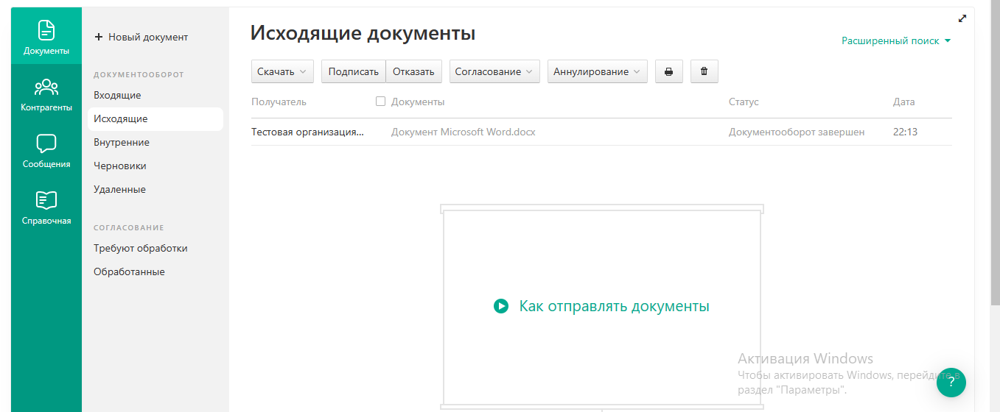 Документы
Контрагенты
Сообщения
Справочная
+ Новый документ
ДОКУМЕНТООБОРОТ
Входящие
Исходящие
Внутренние
Черновики
Удаленные
СОГЛАСОВАНИЕ
Требуют обработки
Обработанные
Исходящие документы
Расширенный поиск
Скачать Подписать Отказать Согласование Аннулирование
Получатель Документы Статус Дата
Тестовая организация... Документ Microsoft Word.docx Документооборот завершен 22:13
Как отправлять документы
Активация Windows
Чтобы активировать Windows, перейдите в
раздел "Параметры".
?